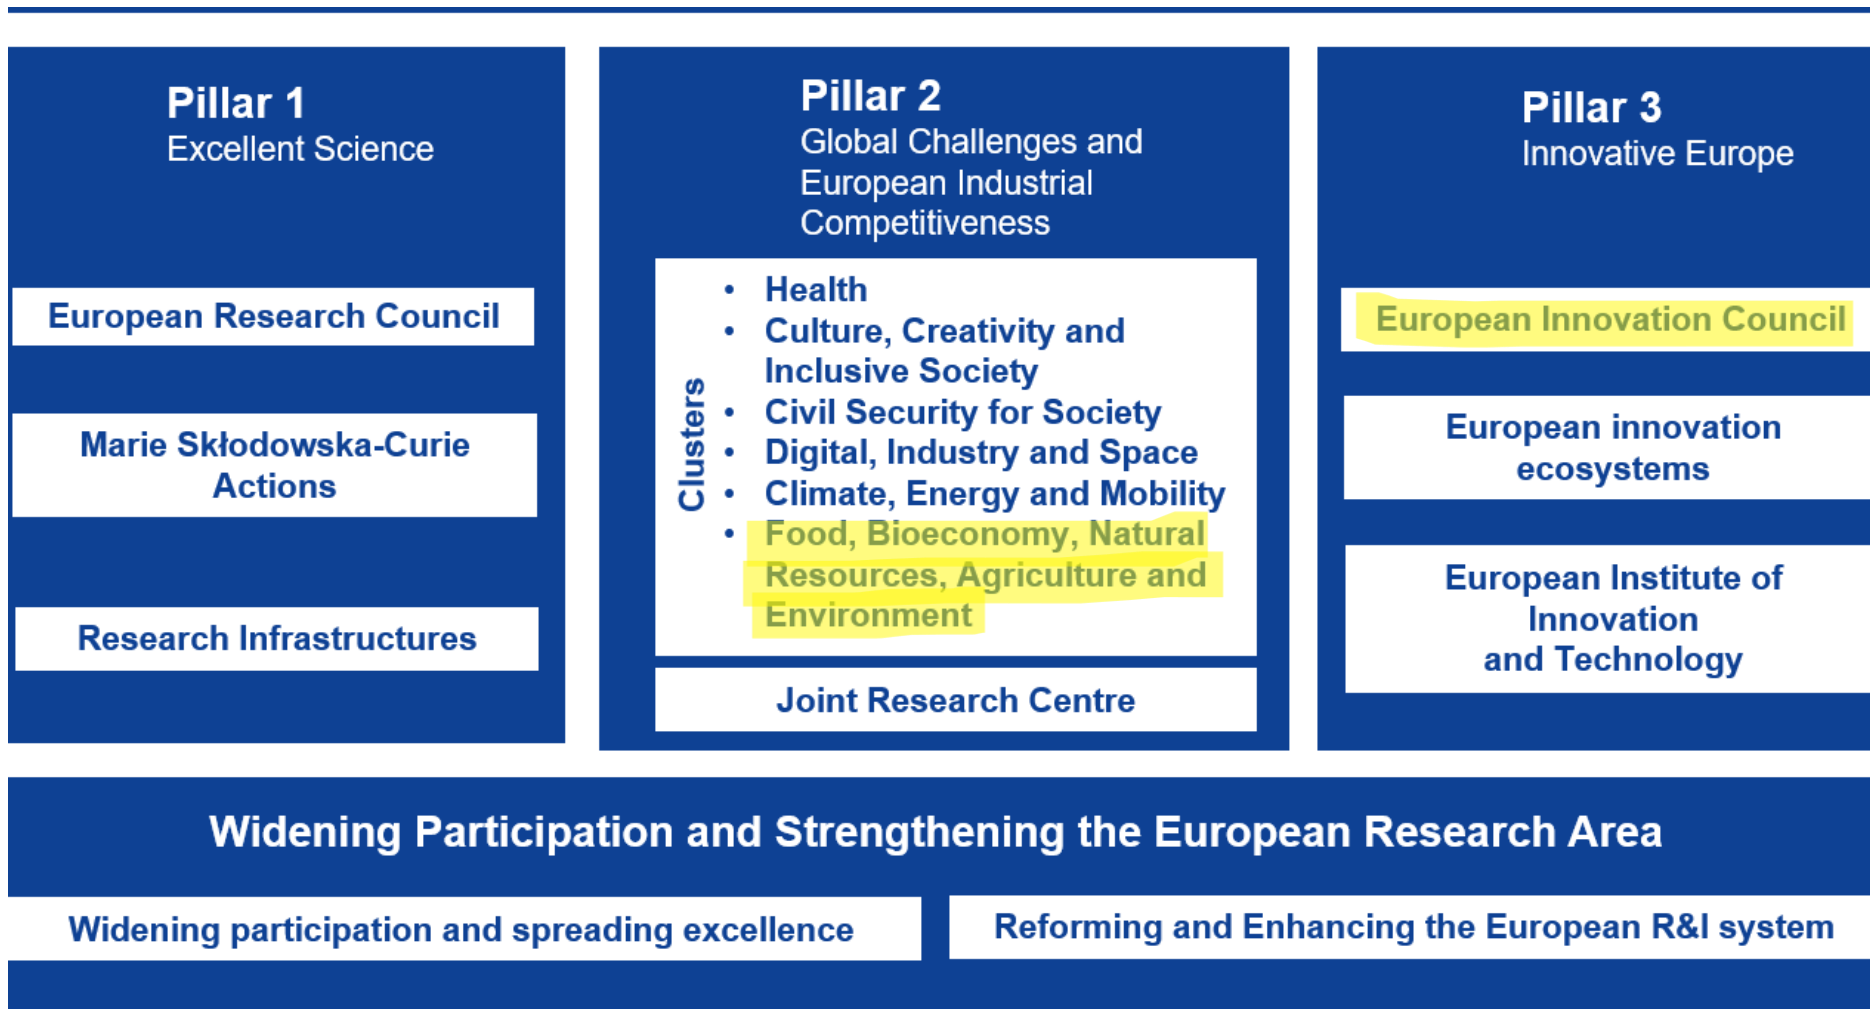 Pillar 1
Excellent Science
European Research Council
Marie Skłodowska-Curie
Actions
Research Infrastructures
Pillar 2
Global Challenges and
European Industrial
Competitiveness
Clusters
• Health
• Culture, Creativity and
Inclusive Society
• Civil Security for Society
• Digital, Industry and Space
• Climate, Energy and Mobility
• Food, Bioeconomy, Natural
Resources, Agriculture and
Environment
Joint Research Centre
Pillar 3
Innovative Europe
European Innovation Council
European innovation
ecosystems
European Institute of
Innovation
and Technology
Widening Participation and Strengthening the European Research Area
Widening participation and spreading excellence
Reforming and Enhancing the European R&I system